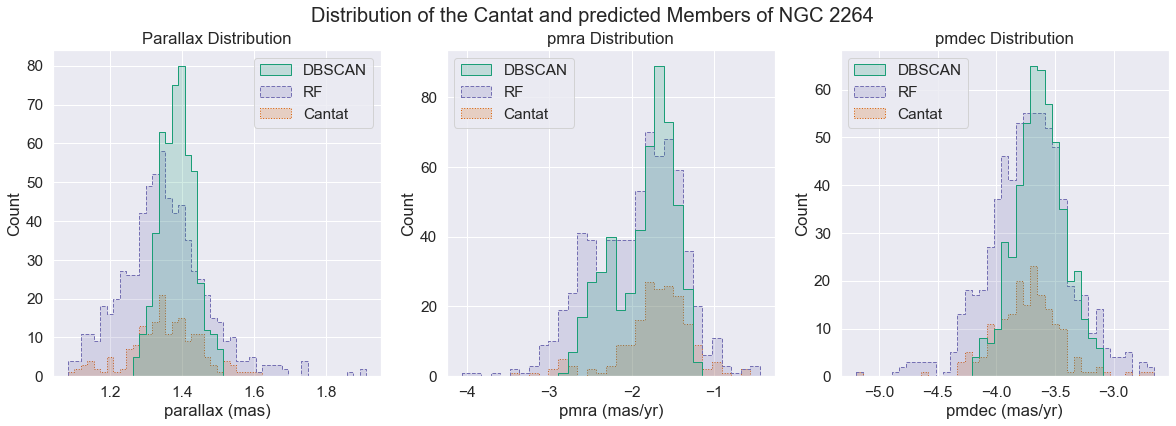 Distribution of the Cantat and predicted Members of NGC 2264
Parallax Distribution
DBSCAN
RF
Cantat
Count
80
70
60
50
40
30
20
10
0
1.2 1.4 1.6 1.8
parallax (mas)
pmra Distribution
DBSCAN
RF
Cantat
Count
80
60
40
20
0
−4 −3 −2 −1
pmra (mas/yr)
pmdec Distribution
DBSCAN
RF
Cantat
Count
60
50
40
30
20
10
0
−5.0 −4.5 −4.0 −3.5 −3.0
pmdec (mas/yr)